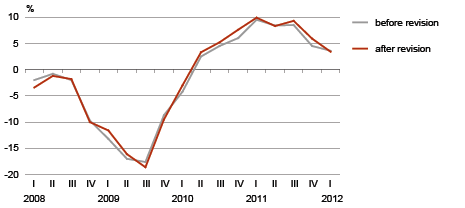 %
10
before revision
5
after revision
0
-5
-10
-15
-20
I II III IV I II III IV I II III IV I II III IV I
2008 2009 2010 2011 2012